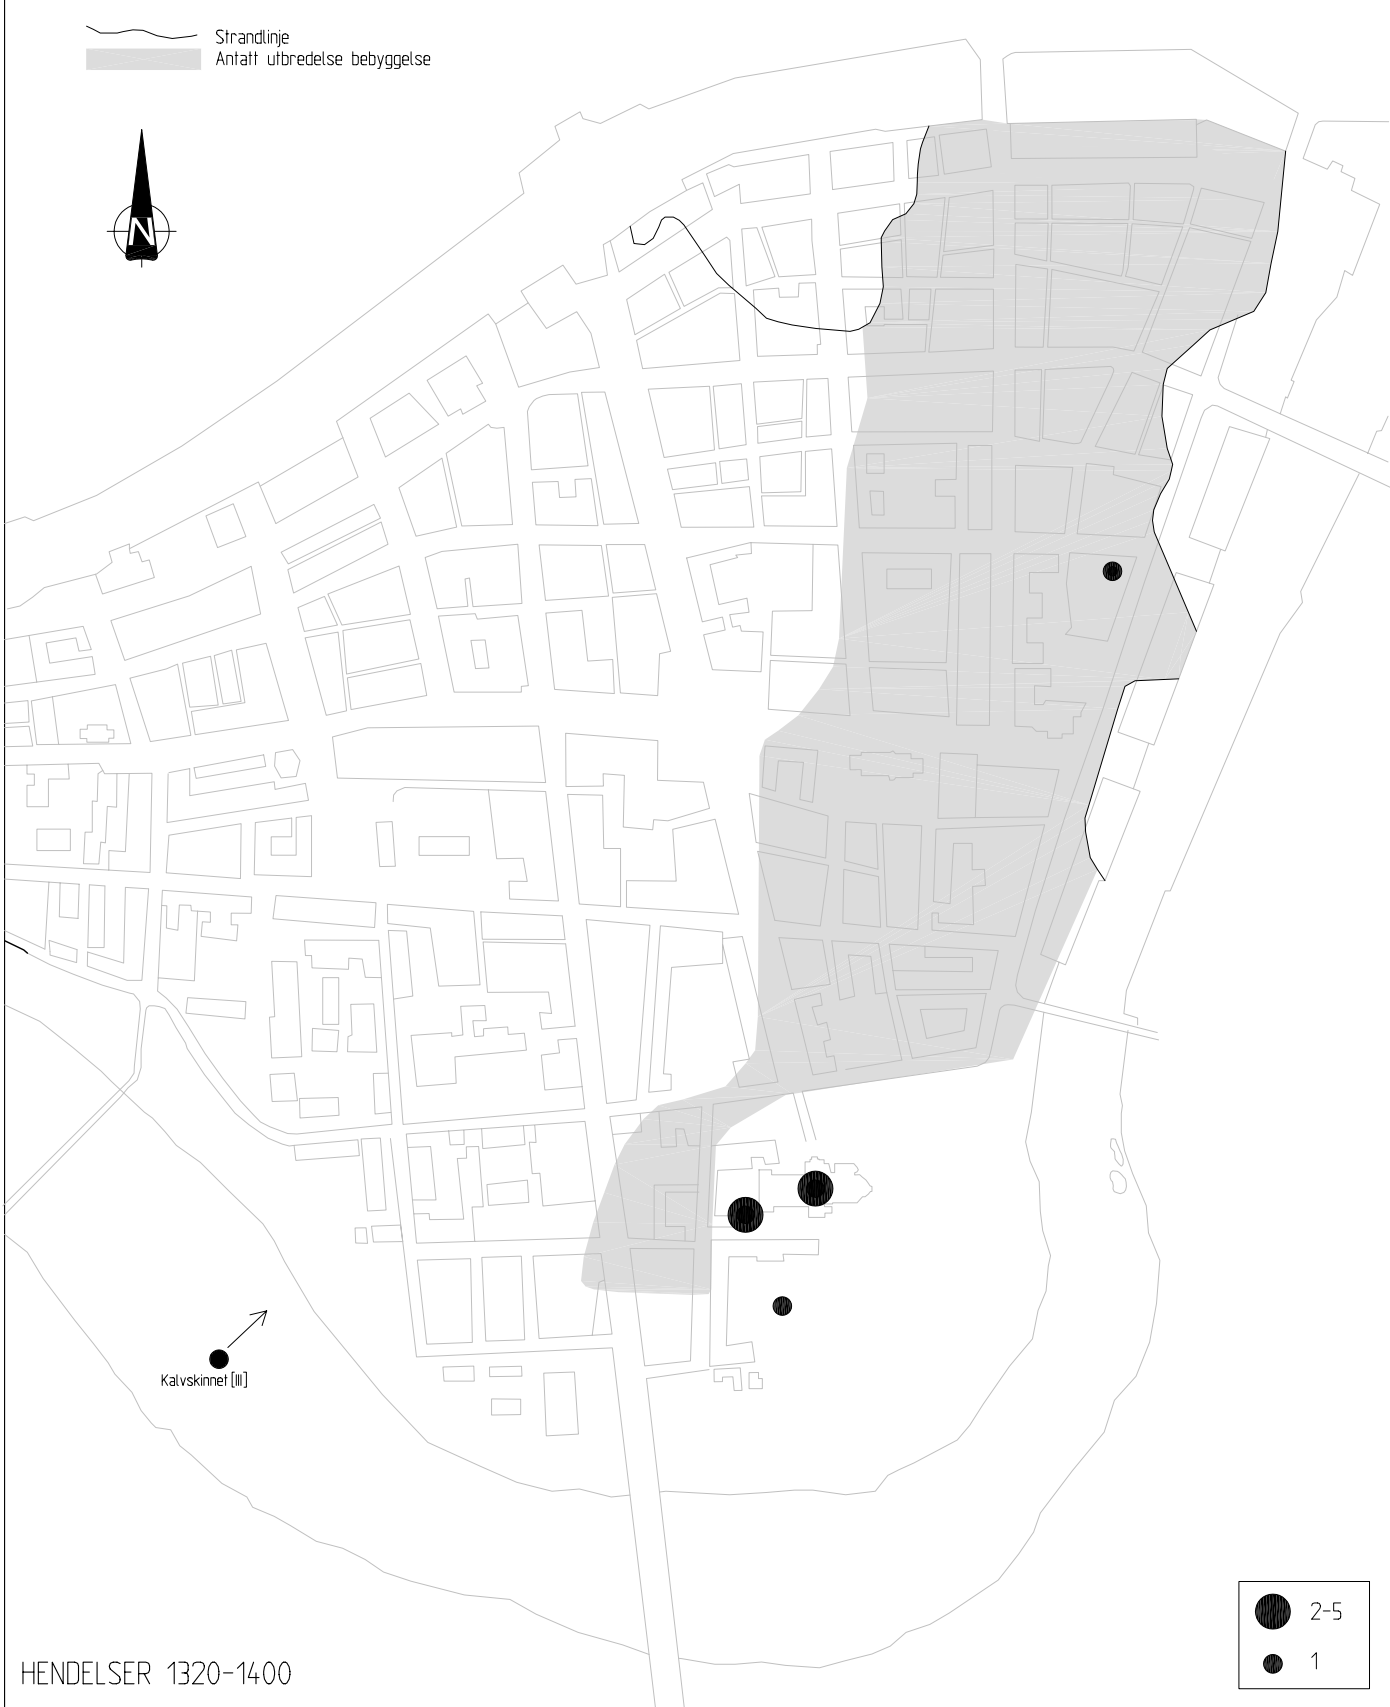 Strandlinje
Antatt utbredelse bebyggelse
N
Kalvskinnet [III]
2-5
1
HENDELSER 1320-1400